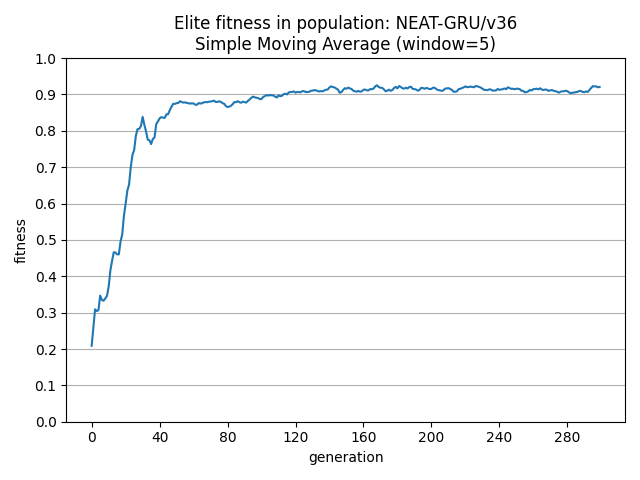 Elite fitness in population: NEAT-GRU/v36
Simple Moving Average (window=5)
1.0
0.9
0.8
0.7
0.6
0.5
0.4
0.3
0.2
0.1
0.0
fitness
0 40 80 120 160 200 240 280
generation